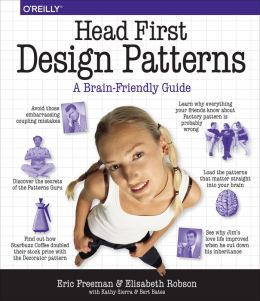 O'REILLY®
Head First
Design Patterns
A Brain-Friendly Guide
Avoid those
embarrassing
coupling mistakes
Learn why everything
your friends know about
Factory pattern is
probably
wrong
Discover the secrets
of the Patterns Guru
Load the patterns
that matter straight
into your brain
Find out how
Starbuzz Coffee doubled
their stock price with
the Decorator pattern
See why Jim's
love life improved
when he cut down
his inheritance
Eric Freeman & Elisabeth Robson
with Kathy Sierra & Bert Bates